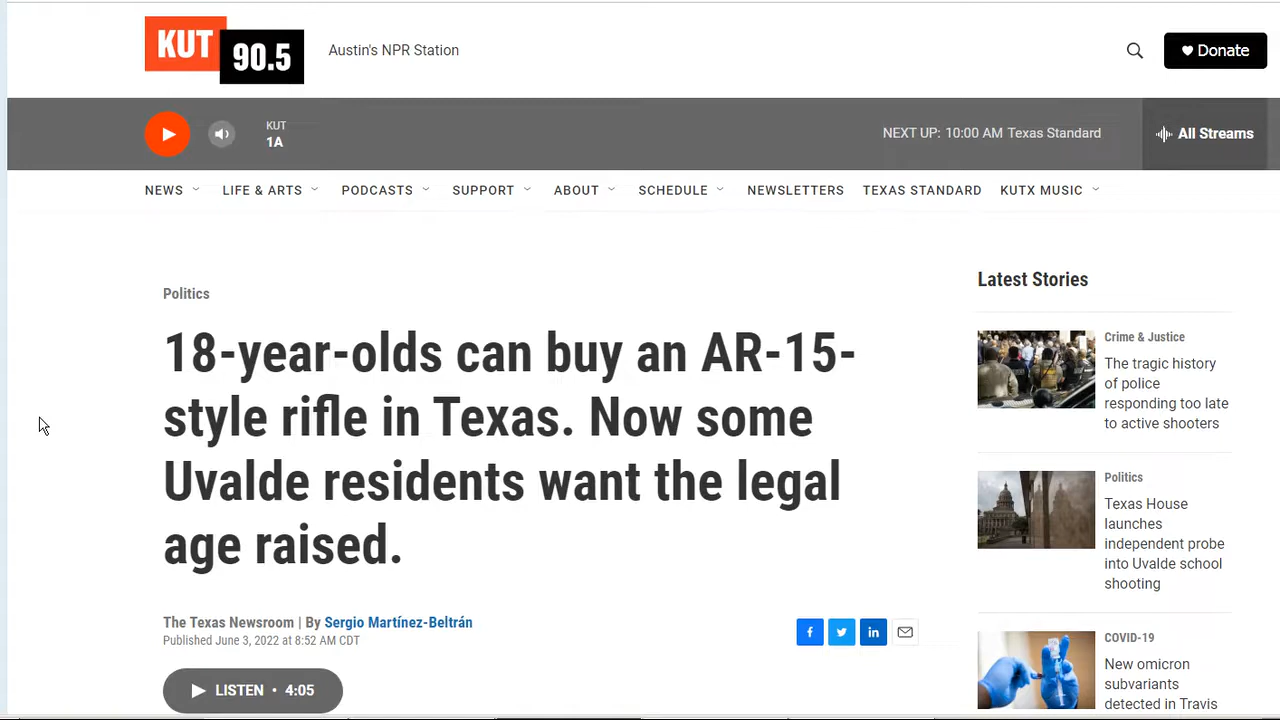 KUT 90.5
Austin's NPR Station
Donate
KUT
1A
NEXT UP: 10:00 AM Texas Standard
All Streams
NEWS
LIFE & ARTS
PODCASTS
SUPPORT
ABOUT
SCHEDULE
NEWSLETTERS
TEXAS STANDARD
KUTX MUSIC
Politics
18-year-olds can buy an AR-15-
style rifle in Texas. Now some
Uvalde residents want the legal
age raised.
The Texas Newsroom | By Sergio Martínez-Beltrán
Published June 3, 2022 at 8:52 AM CDT
LISTEN • 4:05
Latest Stories
Crime & Justice
The tragic history
of police
responding too late
to active shooters
Politics
Texas House
launches
independent probe
into Uvalde school
shooting
COVID-19
New omicron
subvariants
detected in Travis